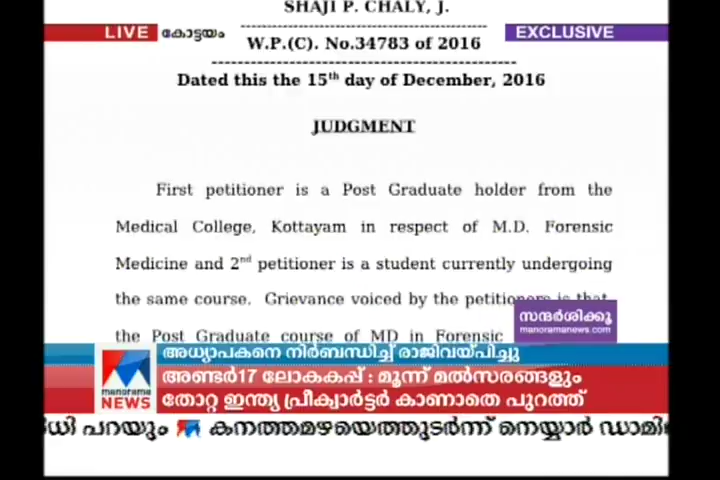 SHAJI P. CHALY, J.
LIVE കോട്ടയം
EXCLUSIVE
W.P.(C). No.34783 of 2016
Dated this the 15th day of December, 2016
JUDGMENT
First petitioner is a Post Graduate holder from the
Medical College, Kottayam in respect of M.D. Forensic
Medicine and 2nd petitioner is a student currently undergoing
the same course. Grievance voiced by the petitioners is that,
the Post Graduate course of MD in Forensic
സന്ദർശിക്കൂ
manoramanews.com
അധ്യാപകനെ നിർബന്ധിച്ച് രാജിവയ്പിച്ചു
manorama
NEWS
അണ്ടർ17 ലോകകപ്പ് : മൂന്ന് മൽസരങ്ങളും
തോറ്റ ഇന്ത്യ പ്രീക്വാർട്ടർ കാണാതെ പുറത്ത്
പറയും കനത്തമഴയെത്തുടർന്ന് നെയ്യാർ ഡാമി